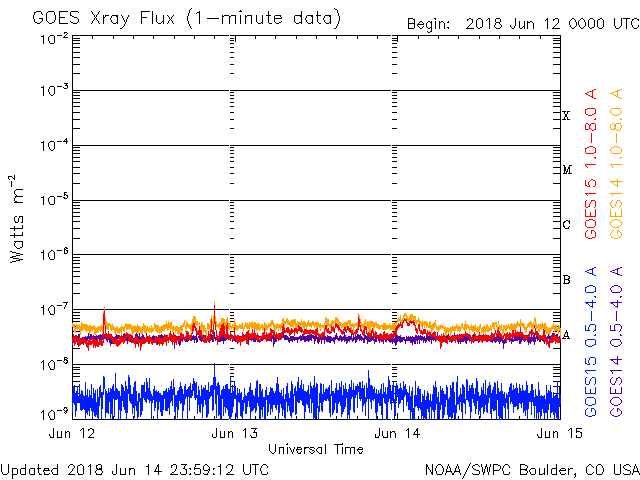 GOES Xray Flux (1-minute data)
Begin: 2018 Jun 12 0000 UTC
10⁻²
10⁻³
10⁻⁴
10⁻⁵
10⁻⁶
10⁻⁷
10⁻⁸
10⁻⁹
Watts m⁻²
X
M
C
B
A
GOES15 1.0-8.0 A
GOES14 1.0-8.0 A
GOES15 0.5-4.0 A
GOES14 0.5-4.0 A
Jun 12 Jun 13 Jun 14 Jun 15
Universal Time
Updated 2018 Jun 14 23:59:12 UTC
NOAA/SWPC Boulder, CO USA